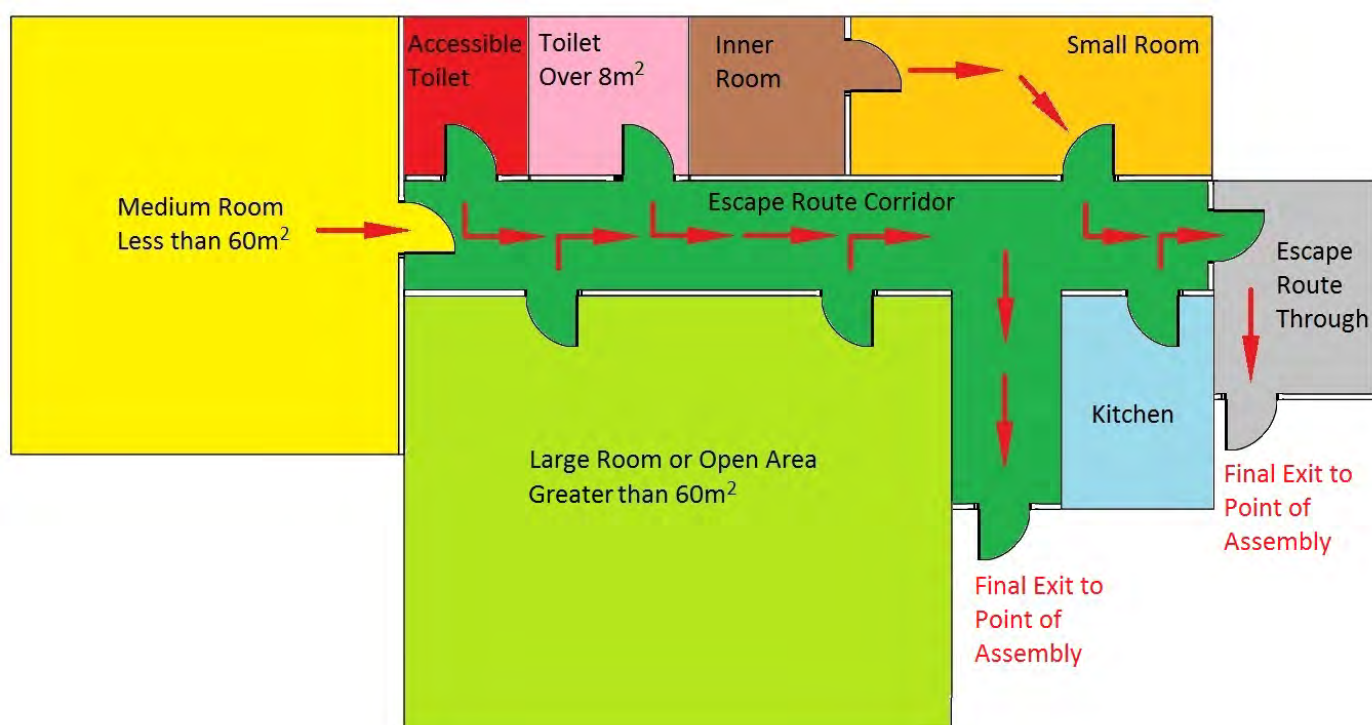 Accessible
Toilet
Toilet
Over 8m²
Inner
Room
Small Room
Medium Room
Less than 60m²
Escape Route Corridor
Escape
Route
Through
Kitchen
Large Room or Open Area
Greater than 60m²
Final Exit to
Point of
Assembly
Final Exit to
Point of
Assembly